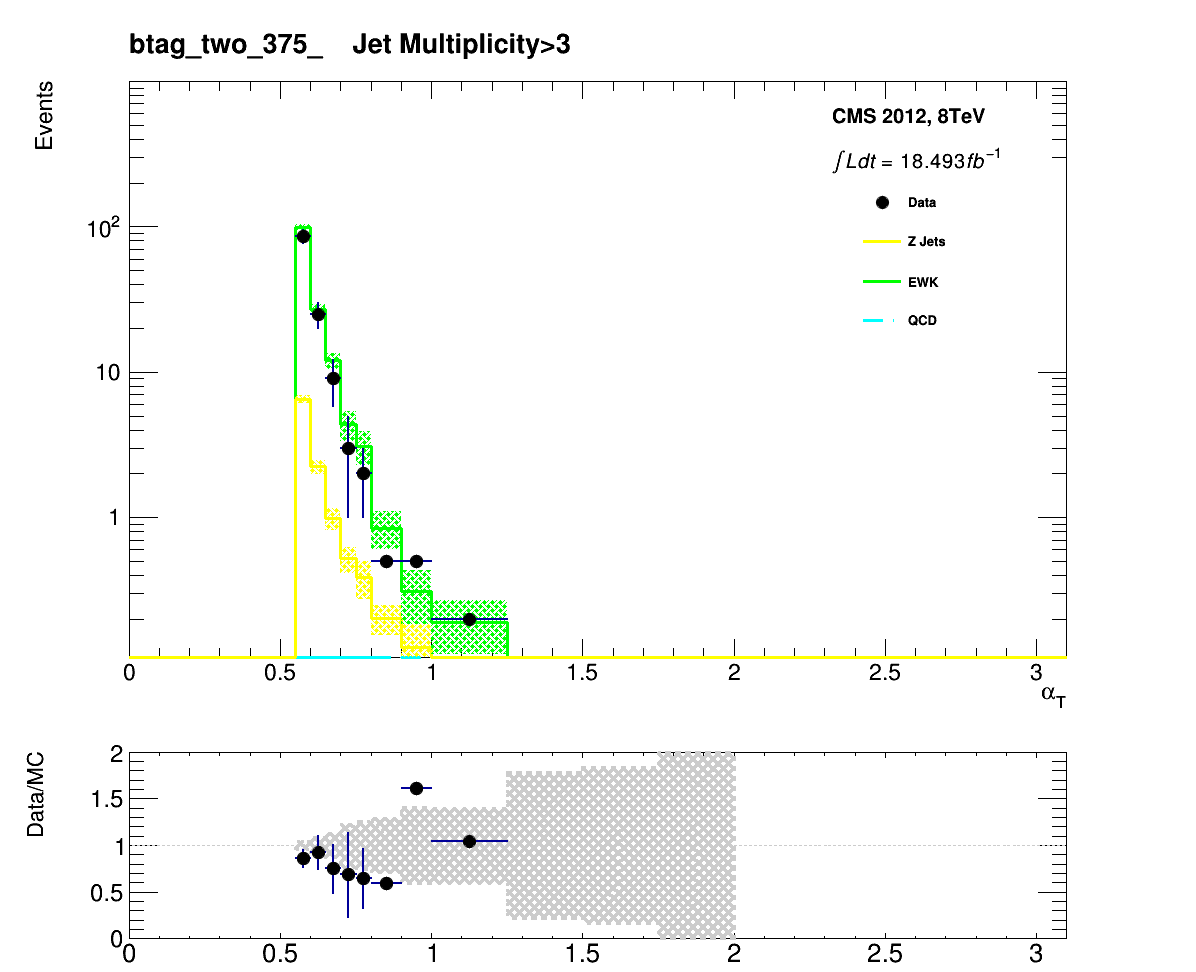 btag_two_375_ Jet Multiplicity>3
Events
CMS 2012, 8TeV
∫Ldt = 18.493fb⁻¹
Data
Z Jets
EWK
QCD
10²
10
1
0 0.5 1 1.5 2 2.5 3
α_T
Data/MC
2
1.5
1
0.5
0
0 0.5 1 1.5 2 2.5 3